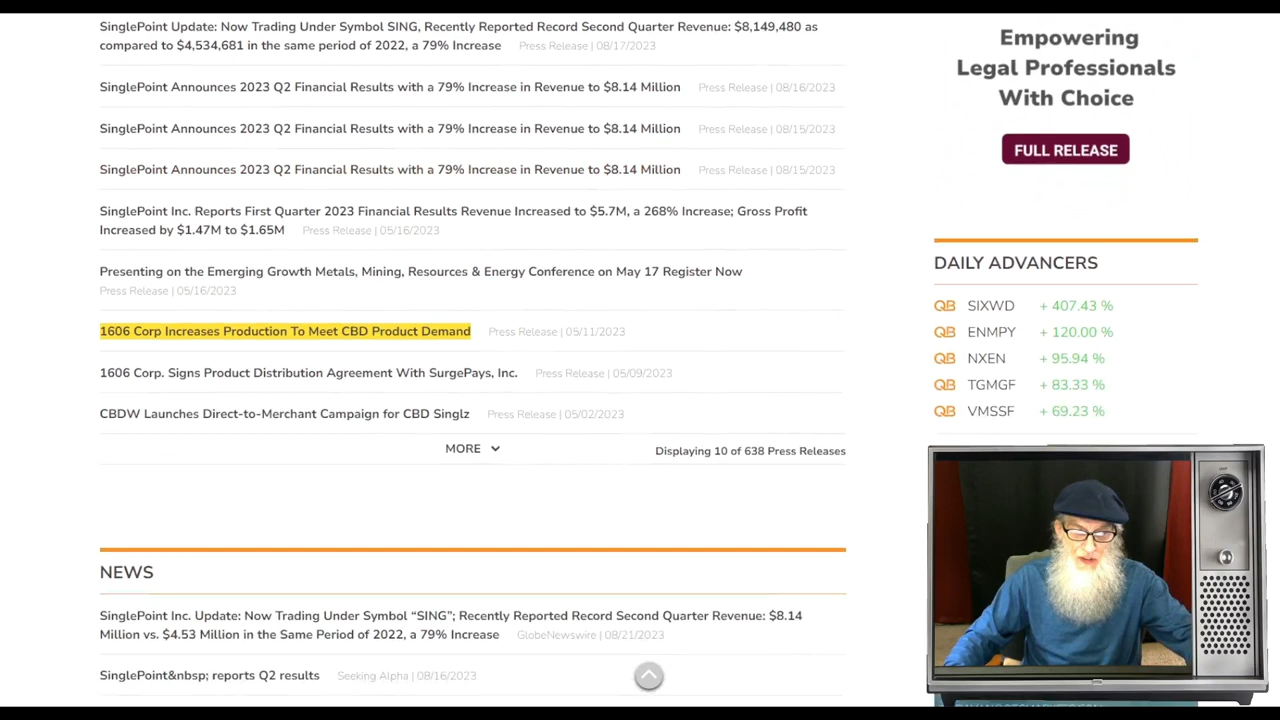 SinglePoint Update: Now Trading Under Symbol SING, Recently Reported Record Second Quarter Revenue: $8,149,480 as
compared to $4,534,681 in the same period of 2022, a 79% Increase Press Release | 08/17/2023
SinglePoint Announces 2023 Q2 Financial Results with a 79% Increase in Revenue to $8.14 Million Press Release | 08/16/2023
SinglePoint Announces 2023 Q2 Financial Results with a 79% Increase in Revenue to $8.14 Million Press Release | 08/15/2023
SinglePoint Announces 2023 Q2 Financial Results with a 79% Increase in Revenue to $8.14 Million Press Release | 08/15/2023
SinglePoint Inc. Reports First Quarter 2023 Financial Results Revenue Increased to $5.7M, a 268% Increase; Gross Profit
Increased by $1.47M to $1.65M Press Release | 05/16/2023
Presenting on the Emerging Growth Metals, Mining, Resources & Energy Conference on May 17 Register Now
Press Release | 05/16/2023
1606 Corp Increases Production To Meet CBD Product Demand Press Release | 05/11/2023
1606 Corp. Signs Product Distribution Agreement With SurgePays, Inc. Press Release | 05/09/2023
CBDW Launches Direct-to-Merchant Campaign for CBD Singlz Press Release | 05/02/2023
MORE Displaying 10 of 638 Press Releases
NEWS
SinglePoint Inc. Update: Now Trading Under Symbol “SING”; Recently Reported Record Second Quarter Revenue: $8.14
Million vs. $4.53 Million in the Same Period of 2022, a 79% Increase GlobeNewswire | 08/21/2023
SinglePoint&nbsp; reports Q2 results Seeking Alpha | 08/16/2023
Empowering
Legal Professionals
With Choice
FULL RELEASE
DAILY ADVANCERS
QB SIXWD + 407.43 %
QB ENMPY + 120.00 %
QB NXEN + 95.94 %
QB TGMGF + 83.33 %
QB VMSSF + 69.23 %